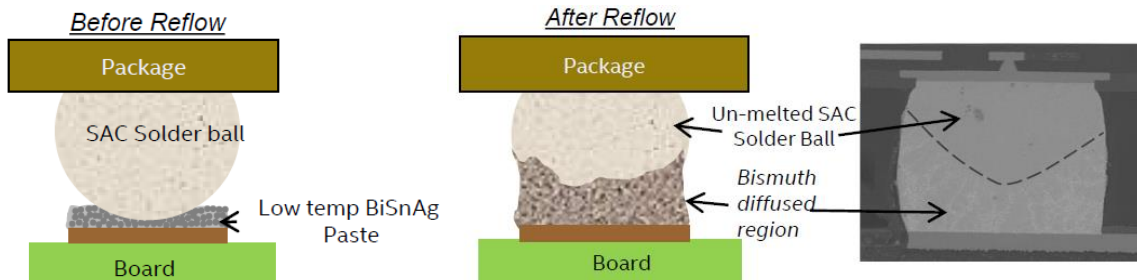 Before Reflow
Package
SAC Solder ball
Low temp BiSnAg
Paste
Board
After Reflow
Package
Un-melted SAC
Solder Ball
Bismuth
diffused
region
Board